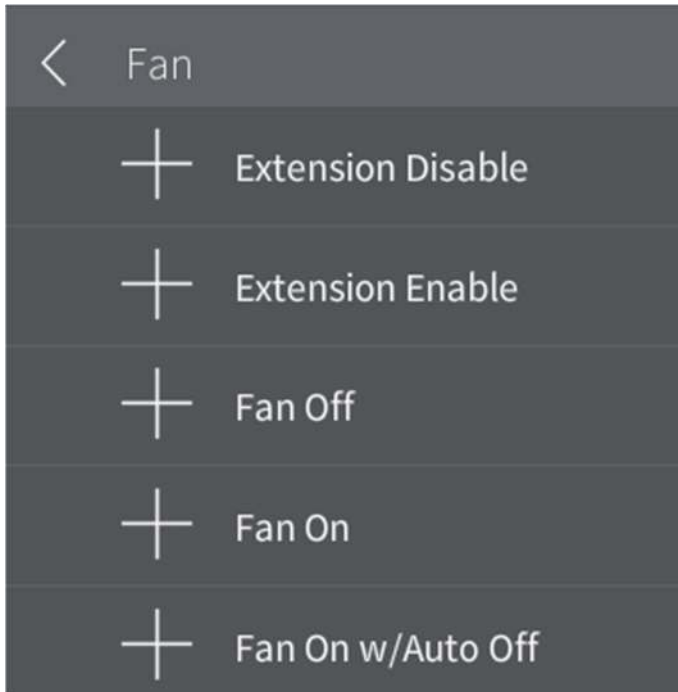 Fan
Extension Disable
Extension Enable
Fan Off
Fan On
Fan On w/Auto Off